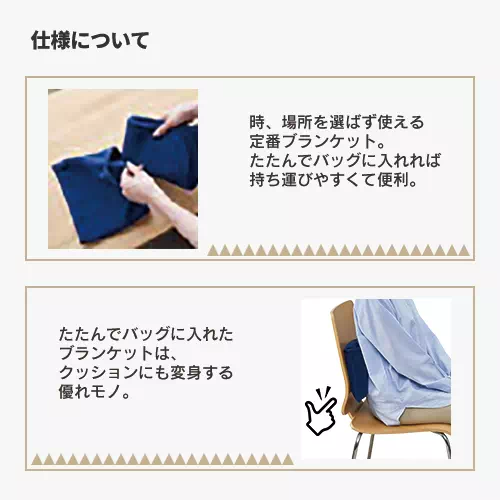 仕様について
時、場所を選ばず使える
定番ブランケット。
たたんでバッグに入れれば
持ち運びやすくて便利。
たたんでバッグに入れた
ブランケットは、
クッションにも変身する
優れモノ。